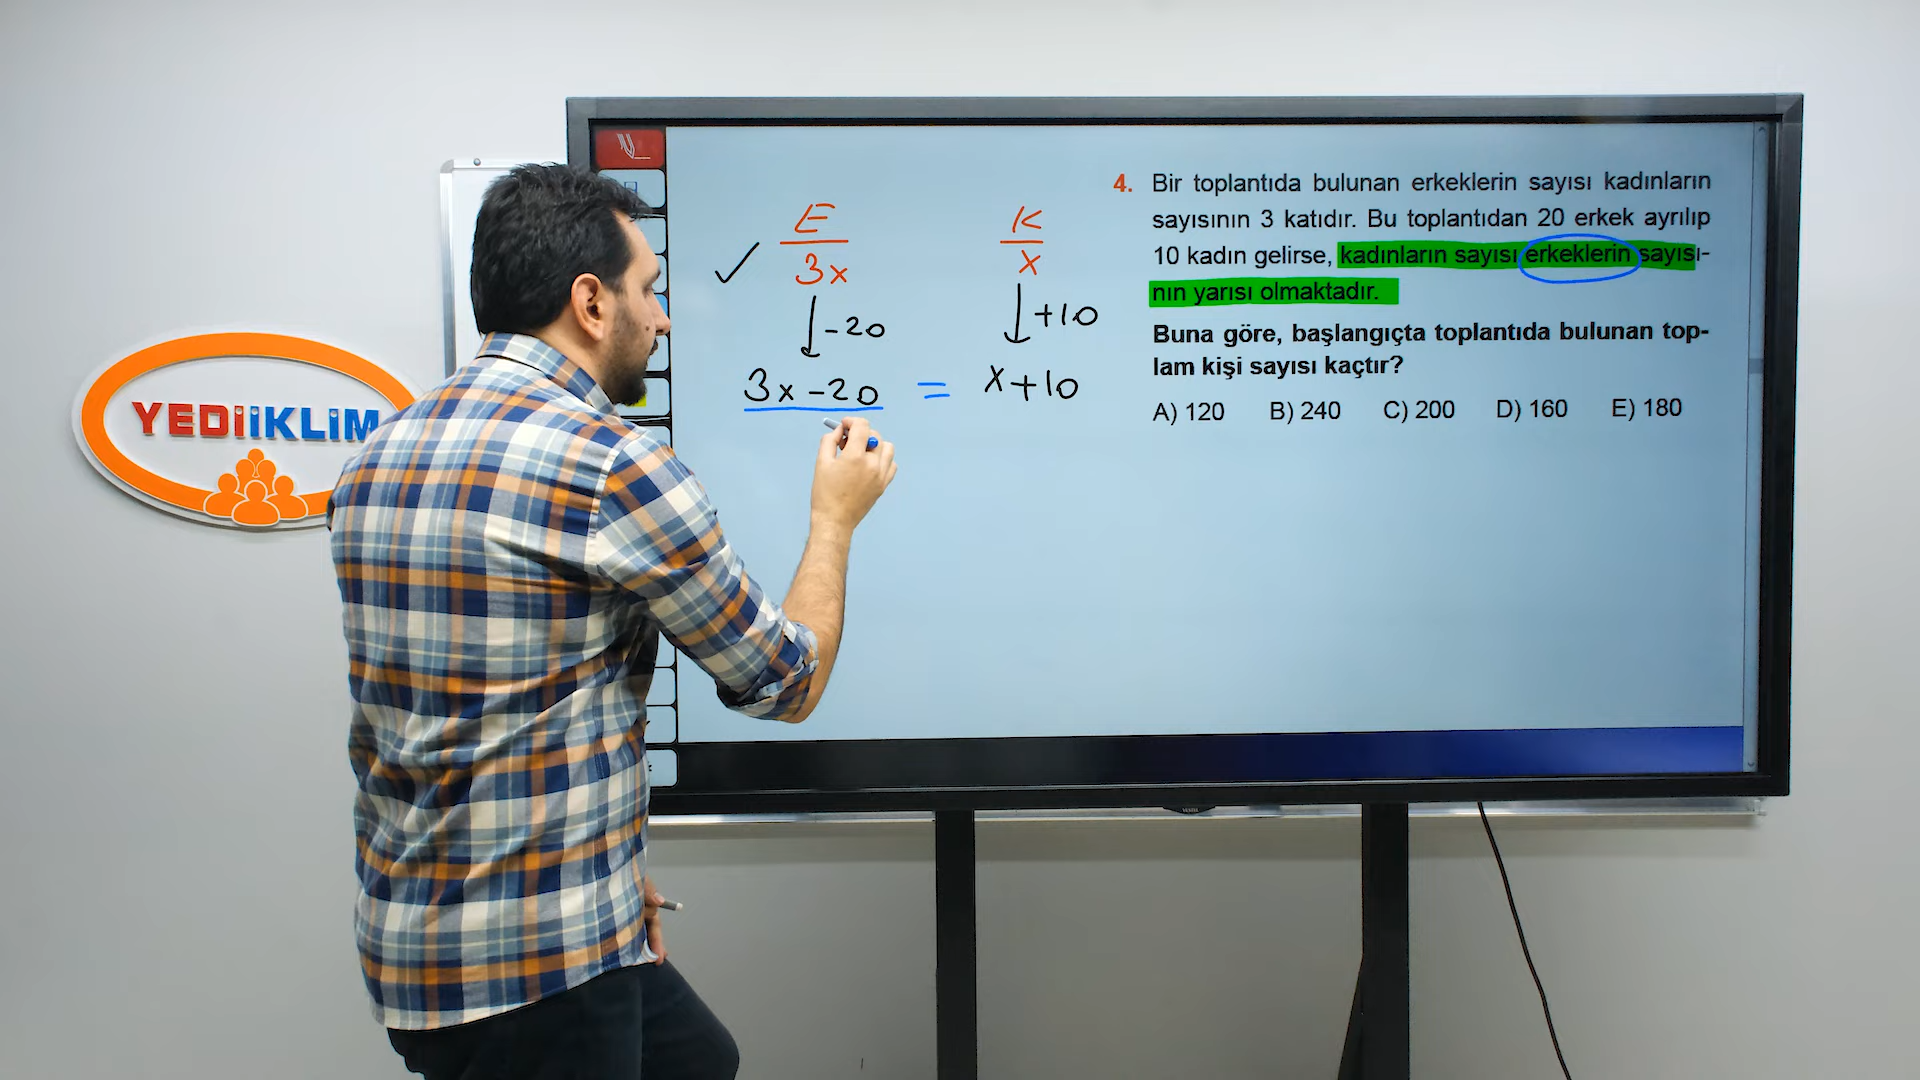 YEDiiKLiM
E
3x
-20
3x-20
=
K
x
+10
x+10
4. Bir toplantıda bulunan erkeklerin sayısı kadınların
sayısının 3 katıdır. Bu toplantıdan 20 erkek ayrılıp
10 kadın gelirse, kadınların sayısı erkeklerin sayısı-
nın yarısı olmaktadır.
Buna göre, başlangıçta toplantıda bulunan top-
lam kişi sayısı kaçtır?
A) 120 B) 240 C) 200 D) 160 E) 180